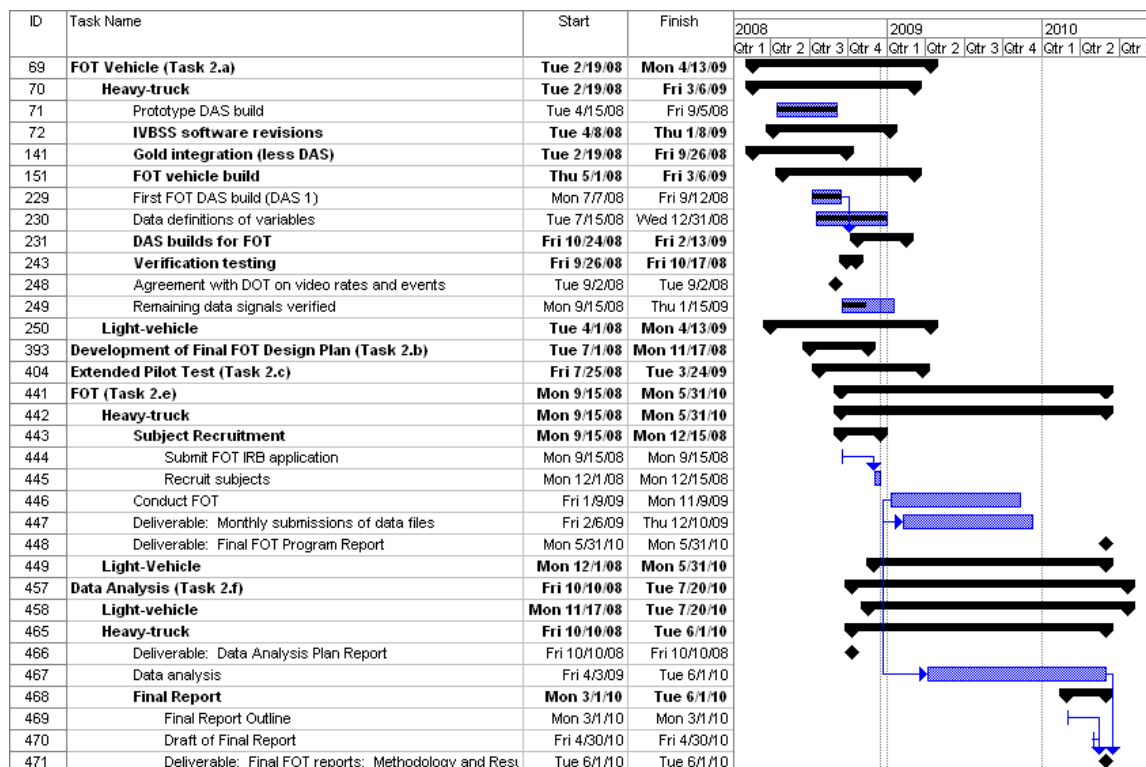 ID Task Name Start Finish 2008 2009 2010
Qtr 1 Qtr 2 Qtr 3 Qtr 4 Qtr 1 Qtr 2 Qtr 3 Qtr 4 Qtr 1 Qtr 2 Qtr
69 FOT Vehicle (Task 2.a) Tue 2/19/08 Mon 4/13/09
70 Heavy-truck Tue 2/19/08 Fri 3/6/09
71 Prototype DAS build Tue 4/15/08 Fri 9/5/08
72 IVBSS software revisions Tue 4/8/08 Thu 1/8/09
141 Gold integration (less DAS) Tue 2/19/08 Fri 9/26/08
151 FOT vehicle build Thu 5/1/08 Fri 3/6/09
229 First FOT DAS build (DAS 1) Mon 7/7/08 Fri 9/12/08
230 Data definitions of variables Tue 7/15/08 Wed 12/31/08
231 DAS builds for FOT Fri 10/24/08 Fri 2/13/09
243 Verification testing Fri 9/26/08 Fri 10/17/08
248 Agreement with DOT on video rates and events Tue 9/2/08 Tue 9/2/08
249 Remaining data signals verified Mon 9/15/08 Thu 1/15/09
250 Light-vehicle Tue 4/1/08 Mon 4/13/09
393 Development of Final FOT Design Plan (Task 2.b) Tue 7/1/08 Mon 11/17/08
404 Extended Pilot Test (Task 2.c) Fri 7/25/08 Tue 3/24/09
441 FOT (Task 2.e) Mon 9/15/08 Mon 5/31/10
442 Heavy-truck Mon 9/15/08 Mon 5/31/10
443 Subject Recruitment Mon 9/15/08 Mon 12/15/08
444 Submit FOT IRB application Mon 9/15/08 Mon 9/15/08
445 Recruit subjects Mon 12/1/08 Mon 12/15/08
446 Conduct FOT Fri 1/9/09 Mon 11/9/09
447 Deliverable: Monthly submissions of data files Fri 2/6/09 Thu 12/10/09
448 Deliverable: Final FOT Program Report Mon 5/31/10 Mon 5/31/10
449 Light-Vehicle Mon 12/1/08 Mon 5/31/10
457 Data Analysis (Task 2.f) Fri 10/10/08 Tue 7/20/10
458 Light-vehicle Mon 11/17/08 Tue 7/20/10
465 Heavy-truck Fri 10/10/08 Tue 6/1/10
466 Deliverable: Data Analysis Plan Report Fri 10/10/08 Fri 10/10/08
467 Data analysis Fri 4/3/09 Tue 6/1/10
468 Final Report Mon 3/1/10 Tue 6/1/10
469 Final Report Outline Mon 3/1/10 Mon 3/1/10
470 Draft of Final Report Fri 4/30/10 Fri 4/30/10
471 Deliverable: Final FOT reports: Methodology and Tue 6/1/10 Tue 6/1/10